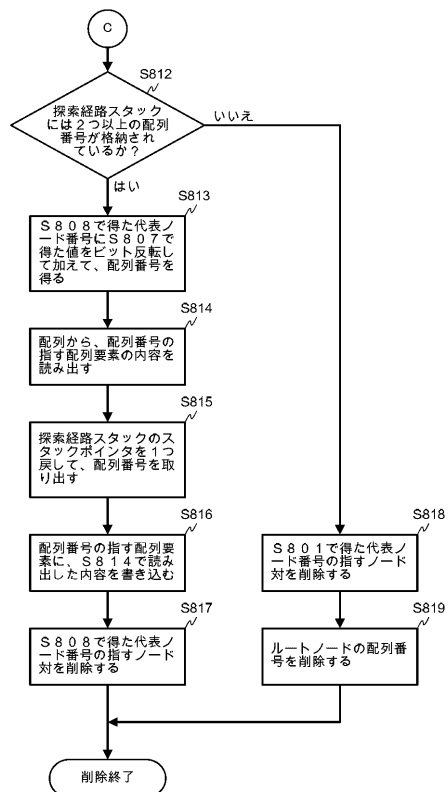 C
S812
探索経路スタック
には２つ以上の配列
番号が格納され
ているか？
いいえ
はい
S813
Ｓ８０８で得た代表ノ
ード番号にＳ８０７で
得た値をビット反転し
て加えて、配列番号を
得る
S814
配列から、配列番号の
指す配列要素の内容を
読み出す
S815
探索経路スタックのス
タックポインタを１つ
戻して、配列番号を取
り出す
S816
配列番号の指す配列要
素に、Ｓ８１４で読み
出した内容を書き込む
S817
Ｓ８０８で得た代表ノ
ード番号の指すノード
対を削除する
S818
Ｓ８０１で得た代表ノ
ード番号の指すノード
対を削除する
S819
ルートノードの配列番
号を削除する
削除終了